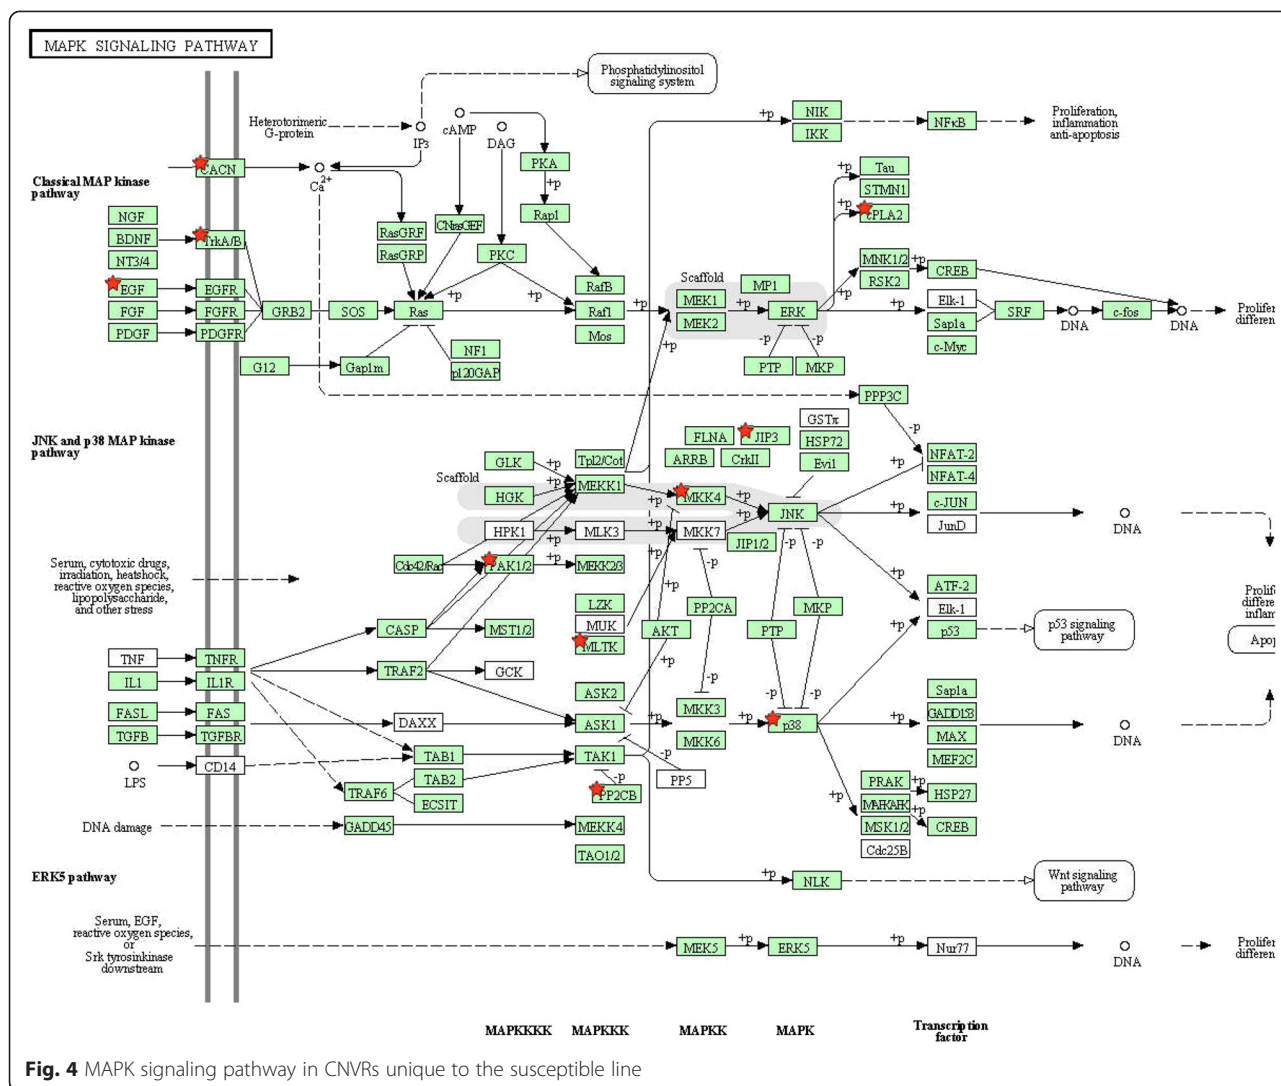 MAPK SIGNALING PATHWAY
Phosphatidylinositol
signaling system
Heterotorimeric
G-protein
IP3
cAMP
DAG
Ca2+
CACN
Classical MAP kinase
pathway
PKA
+p
Rap1
NIK
IKK
+p
NFκB
Proliferation,
inflammation
anti-apoptosis
Tau
STMN1
cPLA2
+p
+p
NGF
BDNF
NT3/4
TrkA/B
RasGRF
RasGRP
CNrasGEF
PKC
RafB
Scaffold
MP1
MNK1/2
RSK2
+p
CREB
EGF
EGFR
FGF
FGFR
PDGF
PDGFR
GRB2
SOS
Ras
+p
+p
Raf1
Mos
+p
MEK1
MEK2
+p
ERK
+p
+p
Elk-1
Sap1a
c-Myc
SRF
DNA
c-fos
DNA
Prolifer
differen
G12
Gap1m
NF1
p120GAP
+p
-p
-p
PTP
MKP
PPP3C
-p
JNK and p38 MAP kinase
pathway
GSTπ
HSP72
Evi1
FLNA
JIP3
ARRB
CrkII
NFAT-2
NFAT-4
GLK
HGK
Scaffold
+p
+p
Tpl2/Cot
MEKK1
+p
+p
MKK4
+p
JNK
+p
+p
c-JUN
JunD
DNA
HPK1
+p
MLK3
+p
MKK7
+p
JIP1/2
Cdc42/Rac
+p
PAK1/2
+p
MEKK2/3
+p
-p
-p
-p
Serum, cytotoxic drugs,
irradiation, heatshock,
reactive oxygen species,
lipopolysaccharide,
and other stress
LZK
MUK
MLTK
AKT
PP2CA
PTP
MKP
+p
ATF-2
Elk-1
p53
+p
p53 signaling
pathway
Prolife
differe
inflam
Apop
CASP
MST1/2
TNF
TNFR
TRAF2
GCK
IL1
IL1R
+p
-p
-p
-p
ASK2
MKK3
FASL
FAS
DAXX
ASK1
+p
+p
p38
+p
MKK6
TGFB
TGFBR
Sap1a
GADD153
MAX
MEF2C
DNA
CD14
LPS
TAB1
TAK1
-p
PP5
TAB2
TRAF6
ECSIT
-p
PP2CB
+p
PRAK
+p
MAPKAPK
HSP27
+p
MSK1/2
CREB
Cdc25B
DNA damage
GADD45
MEKK4
TAO1/2
ERK5 pathway
+p
NLK
Wnt signaling
pathway
Serum, EGF,
reactive oxygen species,
or
Srk tyrosinkinase
downstream
MEK5
+p
ERK5
+p
Nur77
DNA
Prolifer
differen
MAPKKKK
MAPKKK
MAPKK
MAPK
Transcription
factor
Fig. 4 MAPK signaling pathway in CNVRs unique to the susceptible line